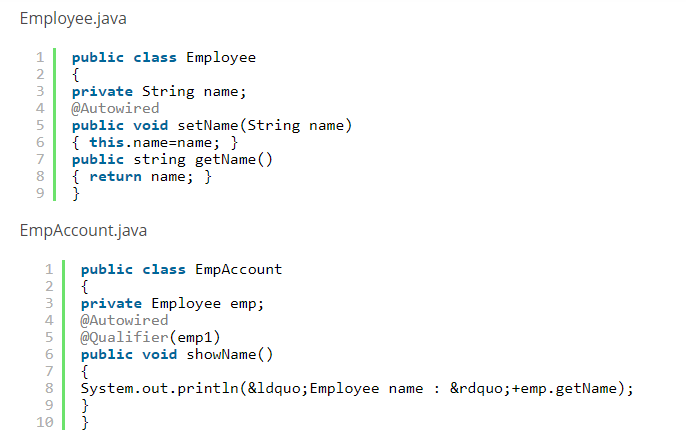 Employee.java
1 public class Employee
2 {
3 private String name;
4 @Autowired
5 public void setName(String name)
6 { this.name=name; }
7 public string getName()
8 { return name; }
9 }
EmpAccount.java
1 public class EmpAccount
2 {
3 private Employee emp;
4 @Autowired
5 @Qualifier(emp1)
6 public void showName()
7 {
8 System.out.println(&ldquo;Employee name : &rdquo;+emp.getName);
9 }
10 }